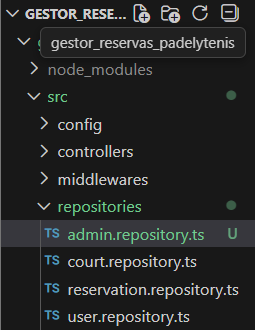 GESTOR_RESE...
gestor_reservas_padelytenis
node_modules
src
config
controllers
middlewares
repositories
TS admin.repository.ts U
TS court.repository.ts
TS reservation.repository.ts
TS user.repository.ts